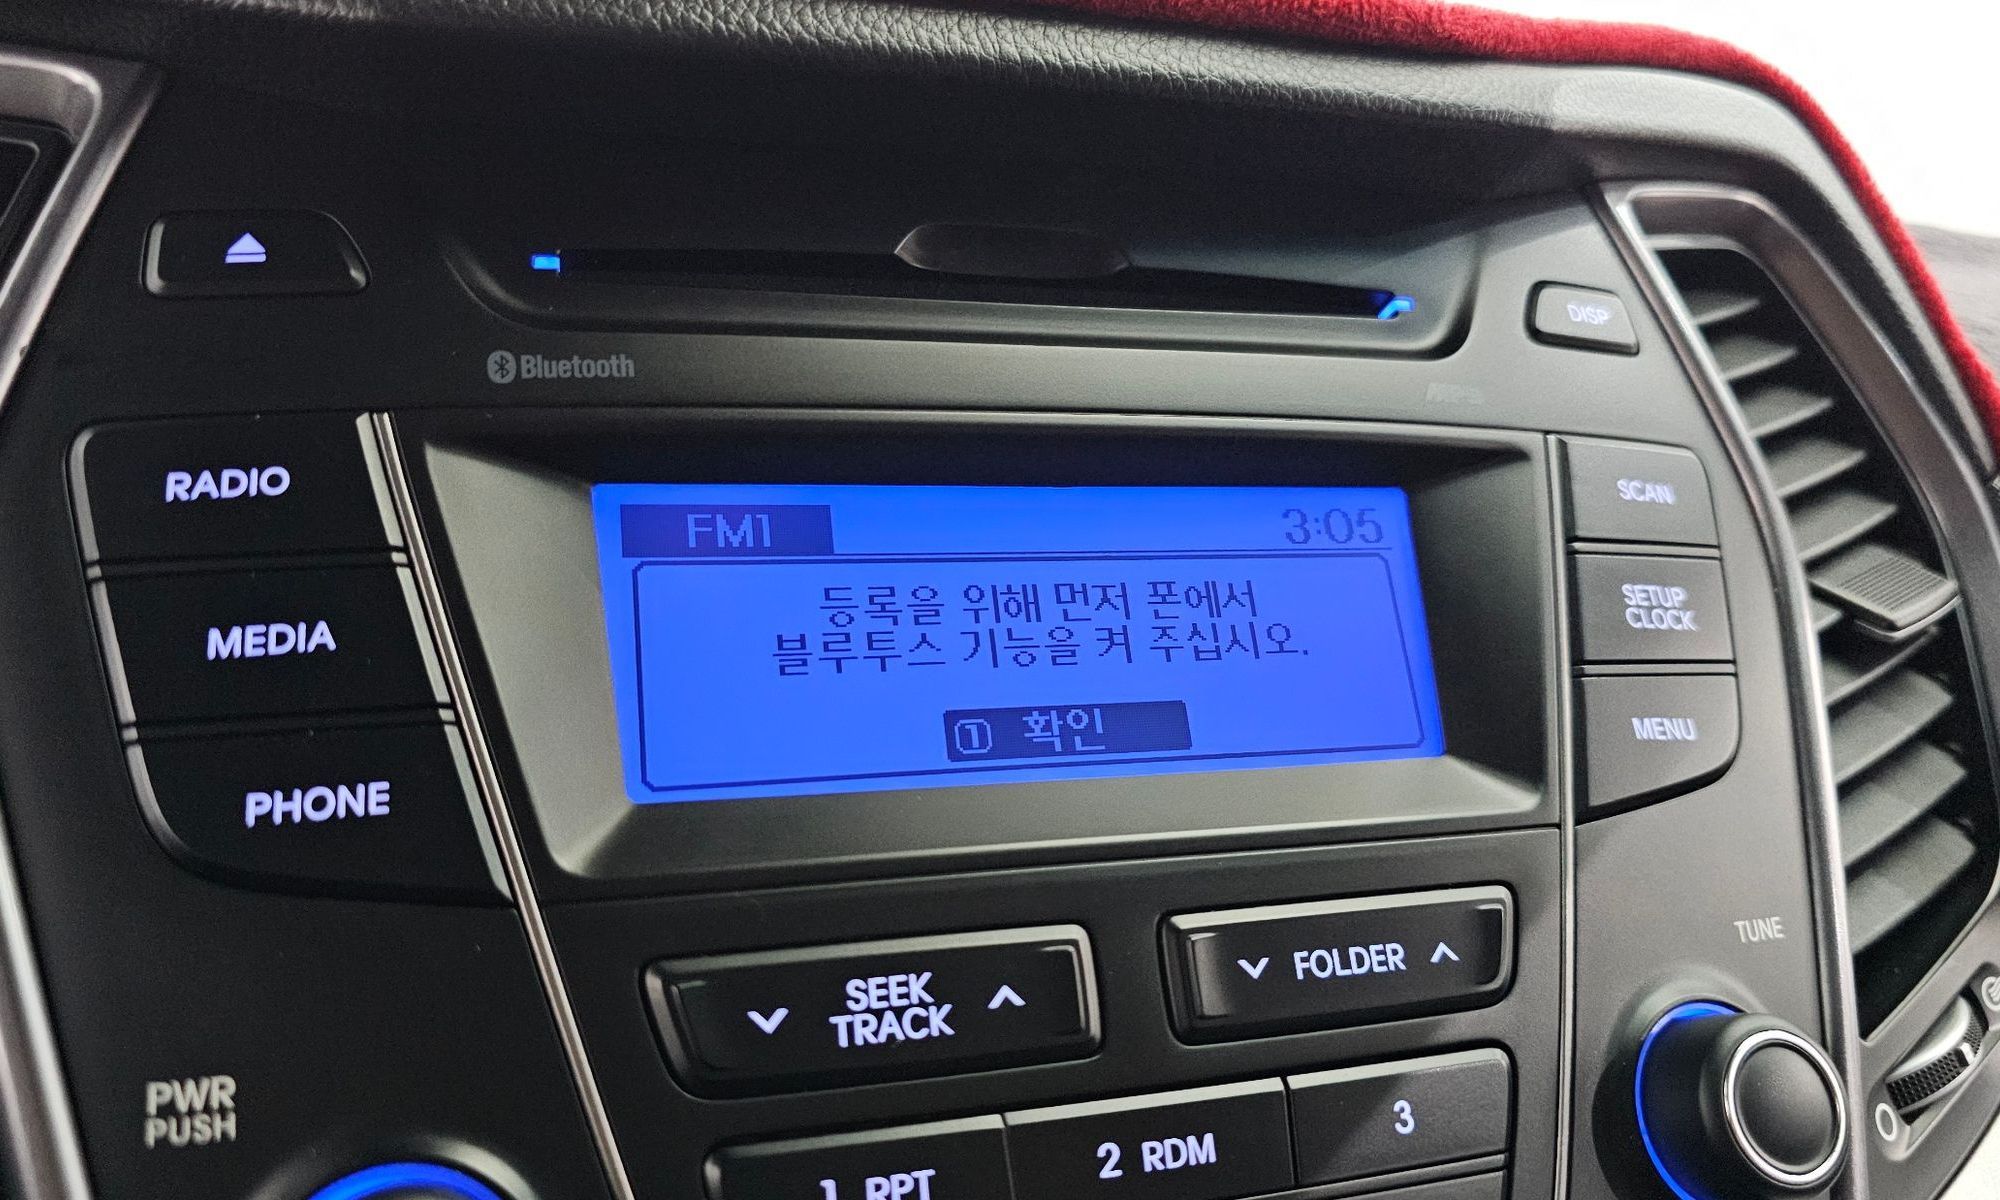 Bluetooth
DISP
RADIO
MEDIA
PHONE
FM1
3:05
등록을 위해 먼저 폰에서
블루투스 기능을 켜 주십시오.
① 확인
SCAN
SETUP
CLOCK
MENU
TUNE
SEEK
TRACK
FOLDER
PWR
PUSH
1 RPT
2 RDM
3